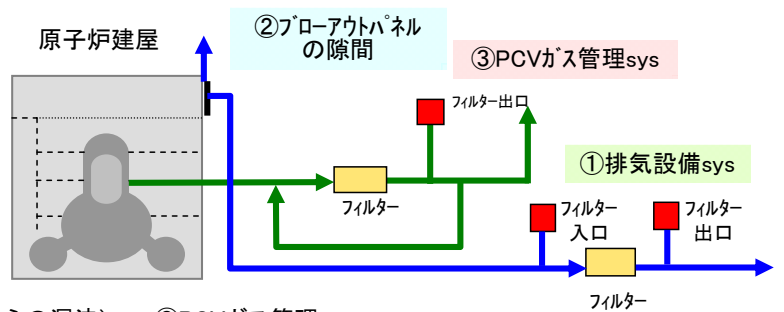 原子炉建屋
②ﾌﾞﾛｰｱｳﾄﾊﾟﾈﾙ
の隙間
③PCVｶﾞｽ管理sys
ﾌｨﾙﾀｰ出口
ﾌｨﾙﾀｰ
①排気設備sys
ﾌｨﾙﾀｰ
入口
ﾌｨﾙﾀｰ
出口
ﾌｨﾙﾀｰ